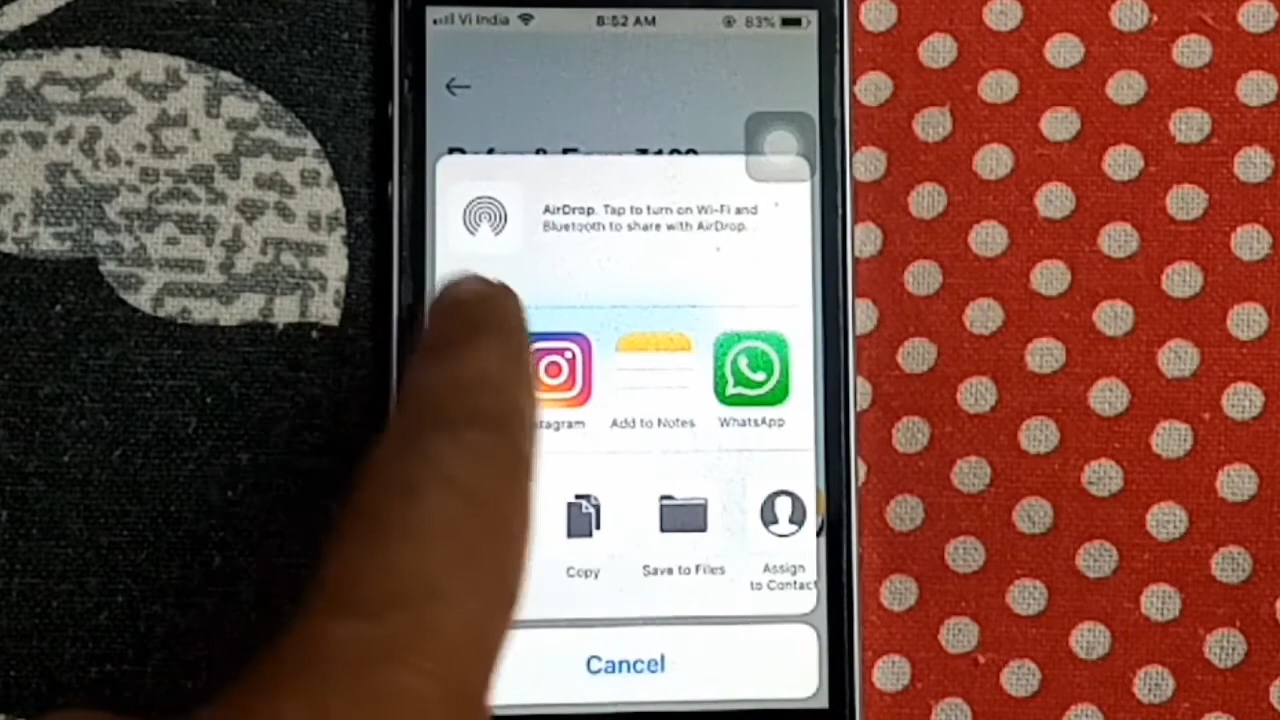 Vi India 8:52 AM 83%
AirDrop. Tap to turn on Wi-Fi and
Bluetooth to share with AirDrop.
stagram Add to Notes WhatsApp
Copy Save to Files Assign
to Contact
Cancel